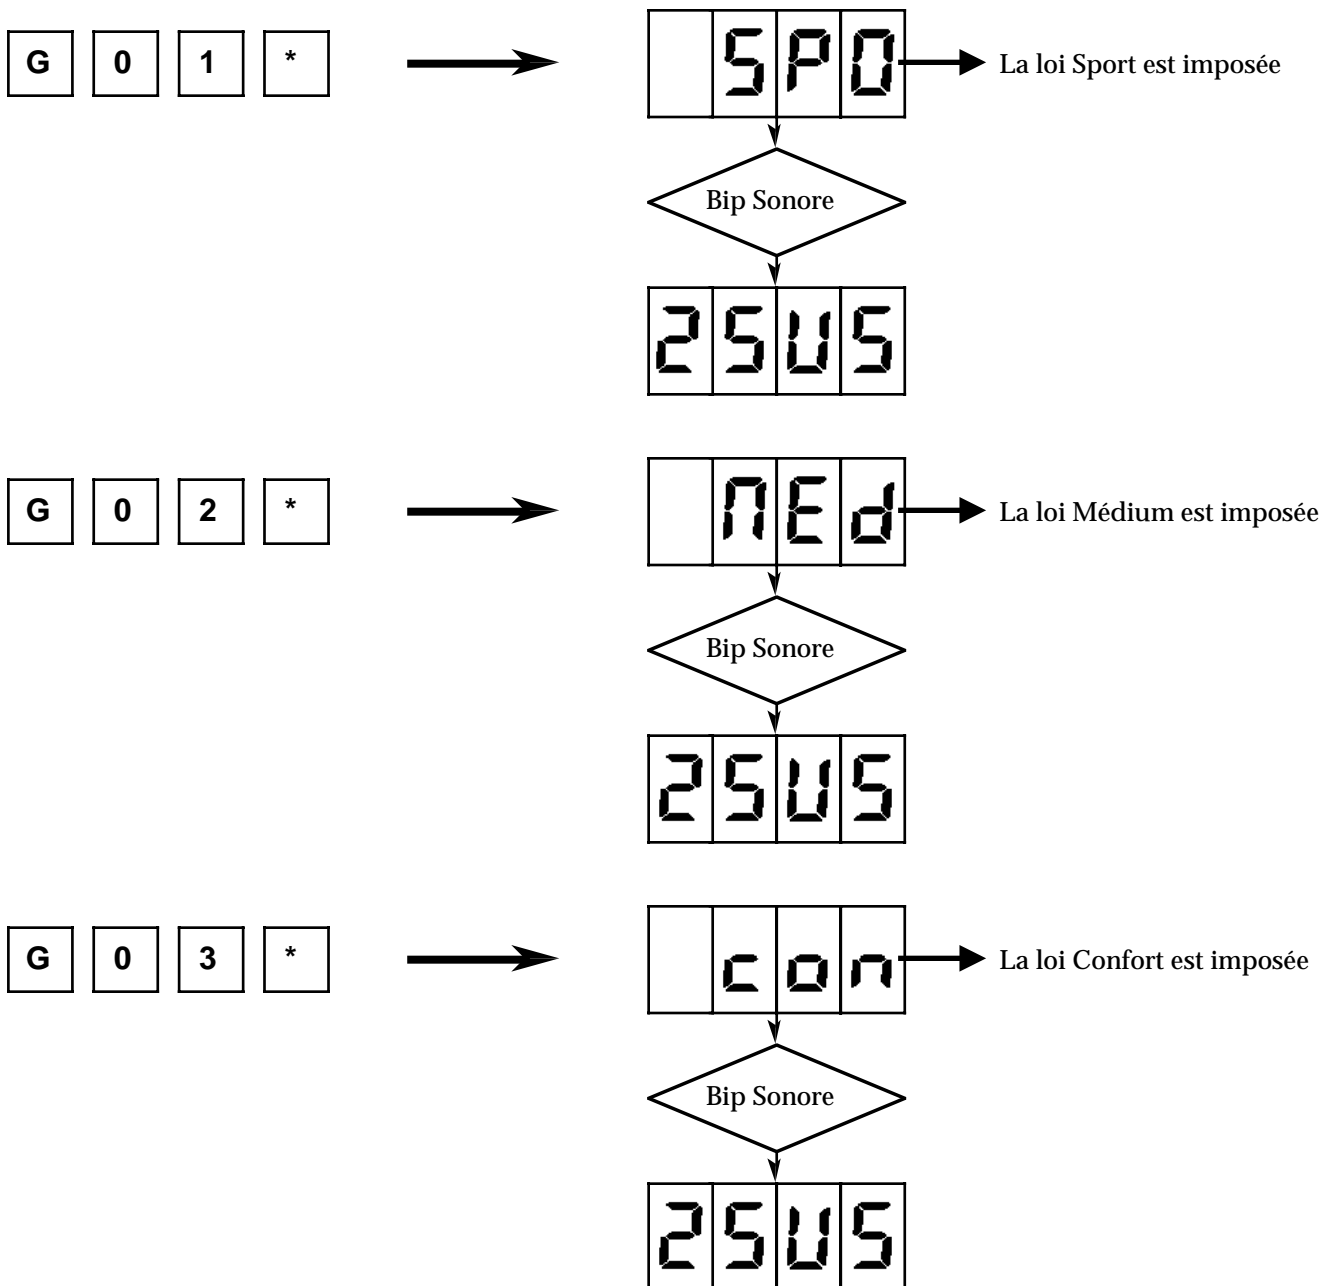 G 0 1 * SPO La loi Sport est imposée
Bip Sonore
2SUS
G 0 2 * MEd La loi Médium est imposée
Bip Sonore
2SUS
G 0 3 * con La loi Confort est imposée
Bip Sonore
2SUS